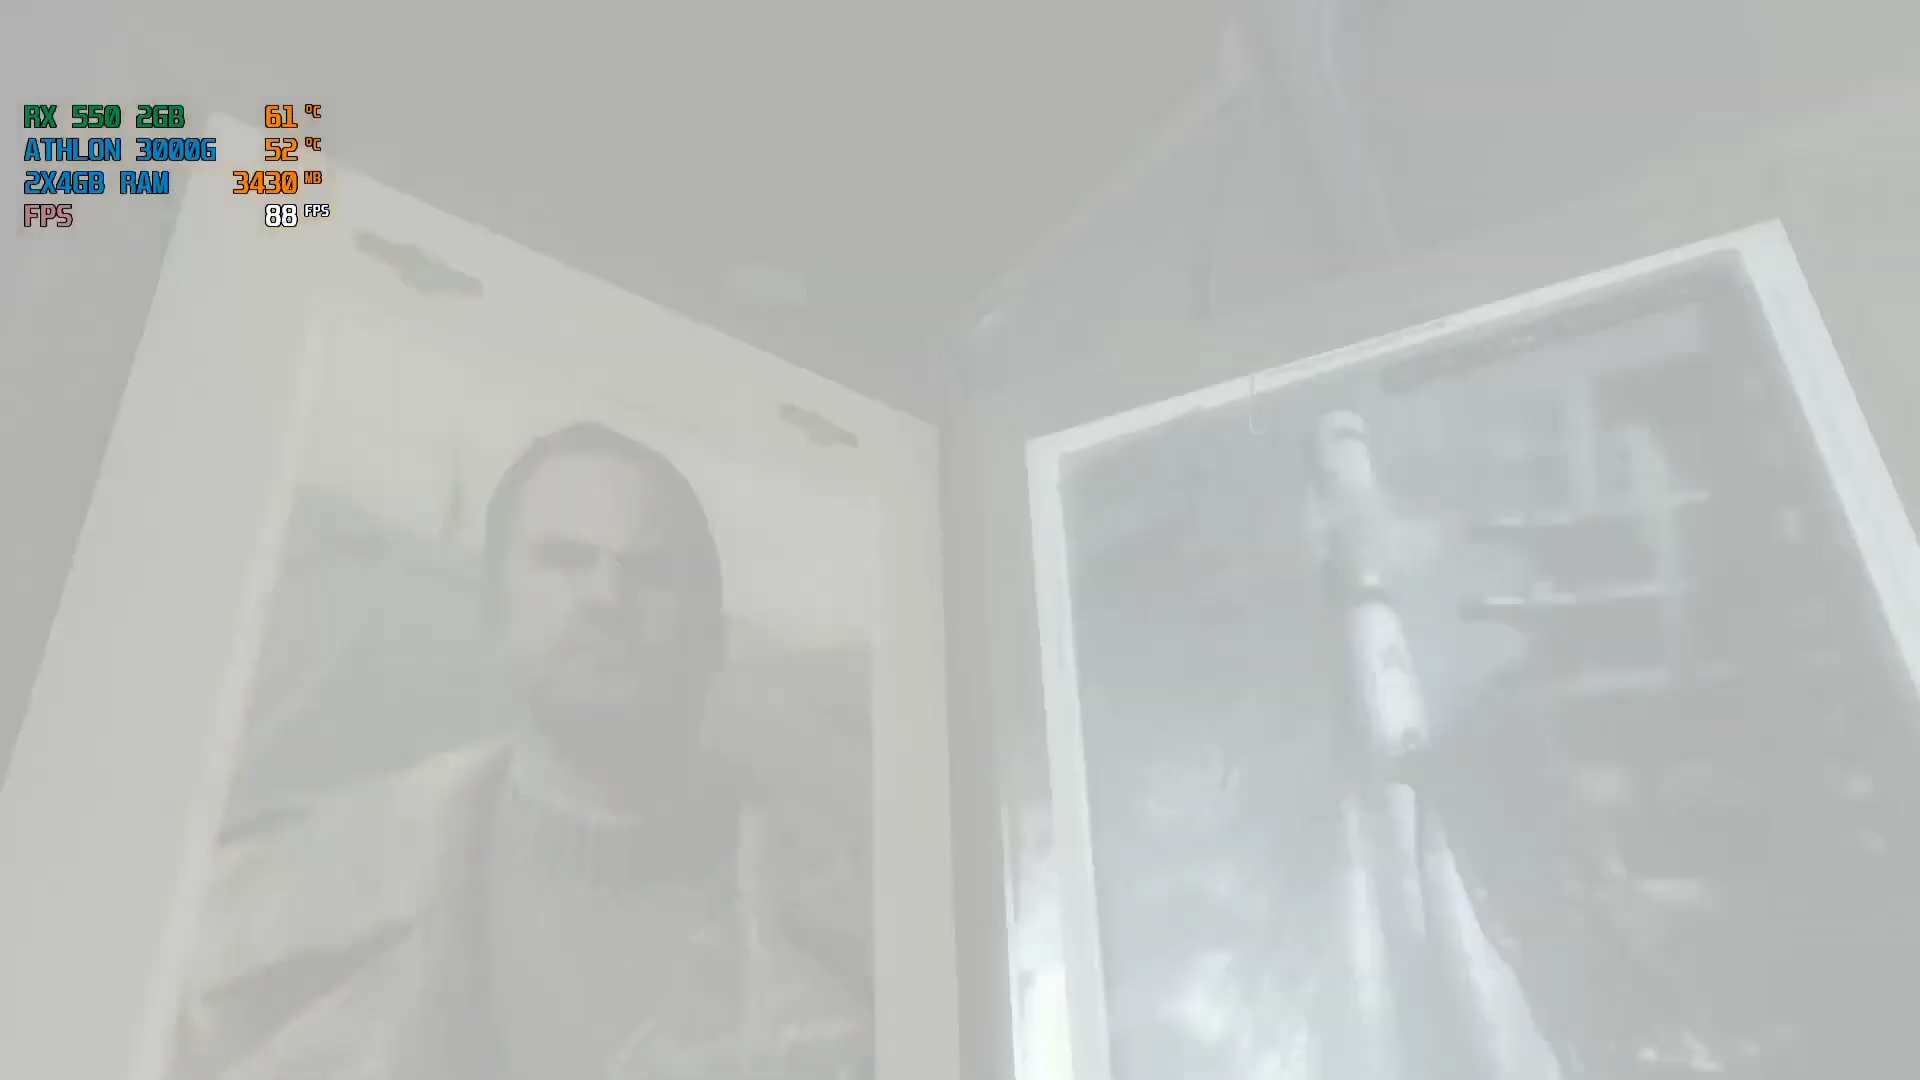 RX 550 2GB 61 °C
ATHLON 3000G 52 °C
2X4GB RAM 3430 MB
FPS 88 FPS